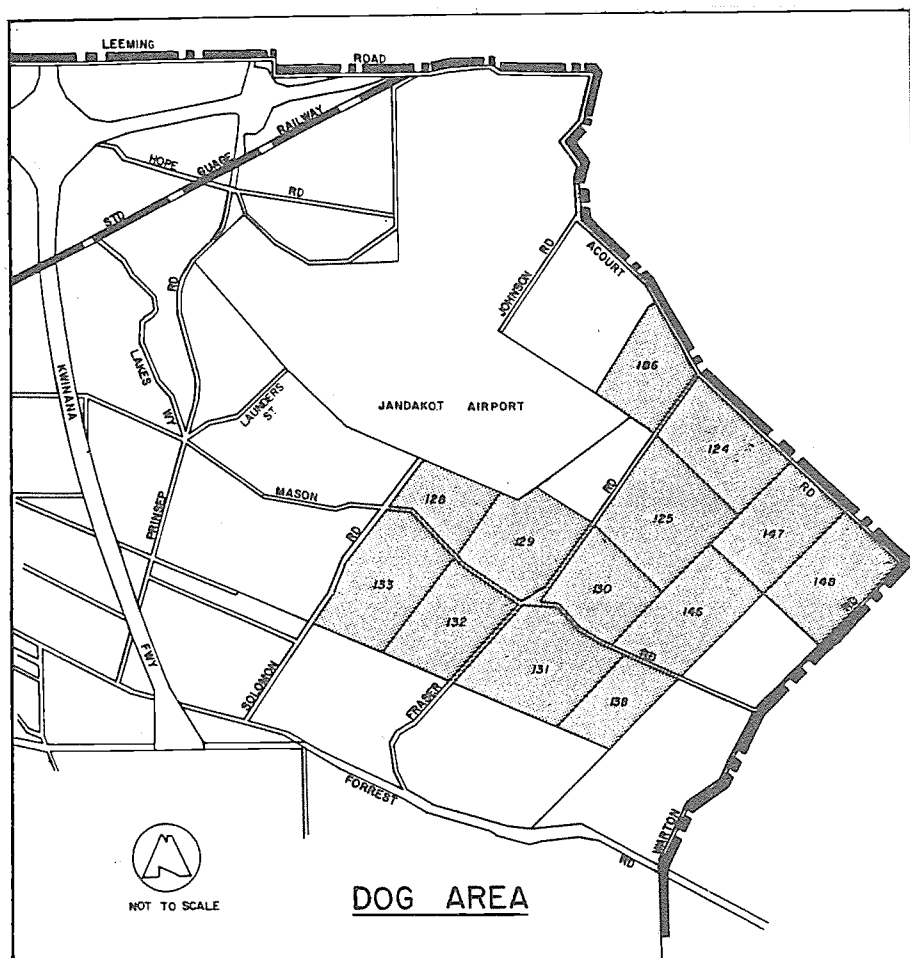 LEEMING ROAD
STD GUAGE RAILWAY
HOPE RD
RD
JOHNSON RD
ACOURT
LAKES WY
LAUNDERS ST.
KWINANA
JANDAKOT AIRPORT
186
124
RD
RD
PRINSEP
MASON
128
125
147
RD
129
148
133
130
RD
132
145
RD
131
138
SOLOMON
FRASER
FWY
FORREST
WARTON
RD
NOT TO SCALE
DOG AREA